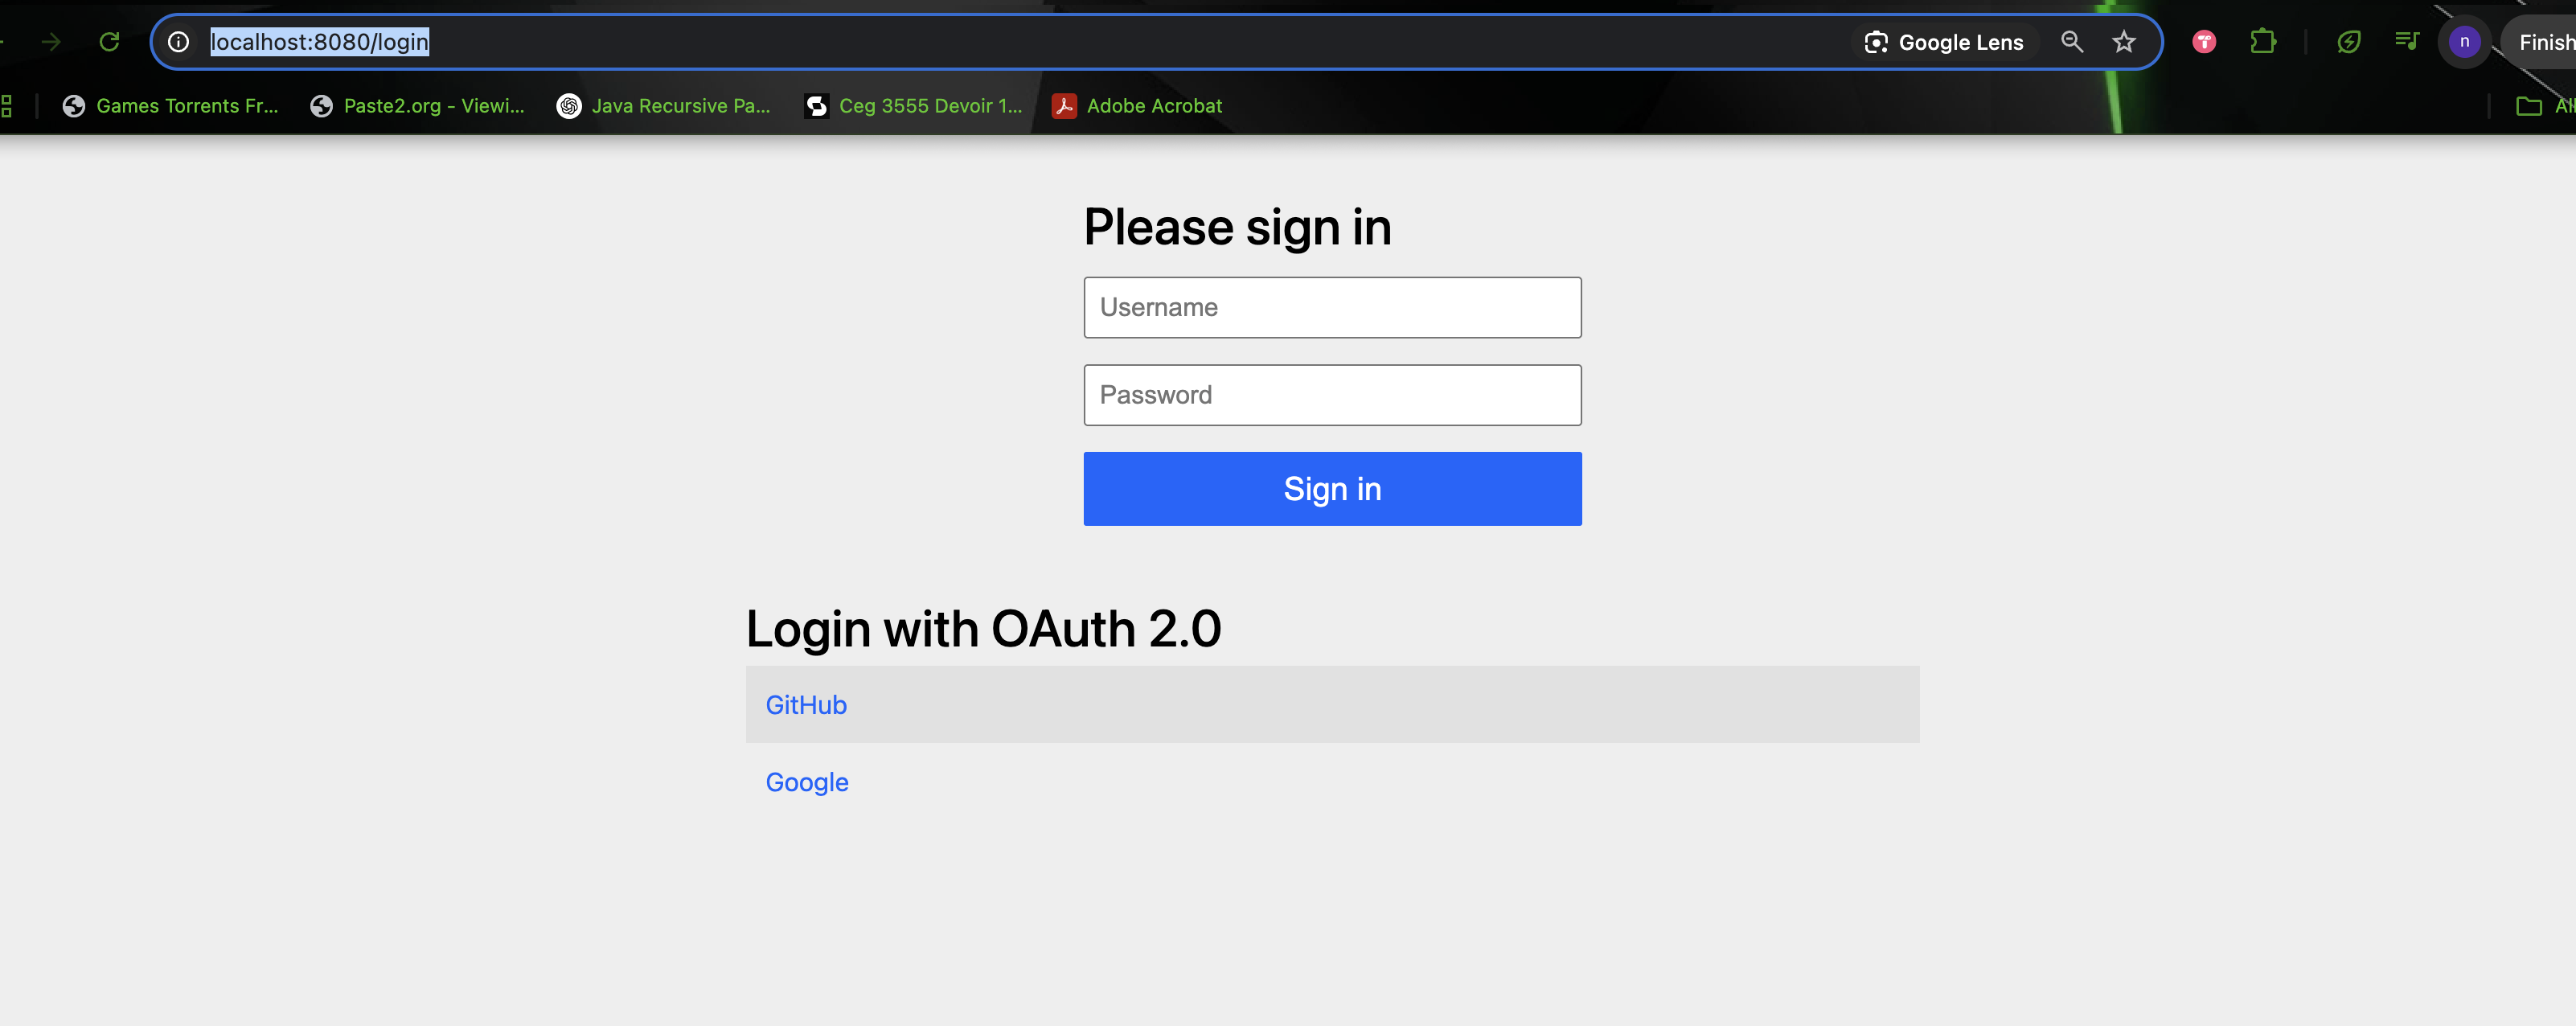 localhost:8080/login
Google Lens
n
Finish
Games Torrents Fr...
Paste2.org - Viewi...
Java Recursive Pa...
Ceg 3555 Devoir 1...
Adobe Acrobat
All
Please sign in
Username
Password
Sign in
Login with OAuth 2.0
GitHub
Google